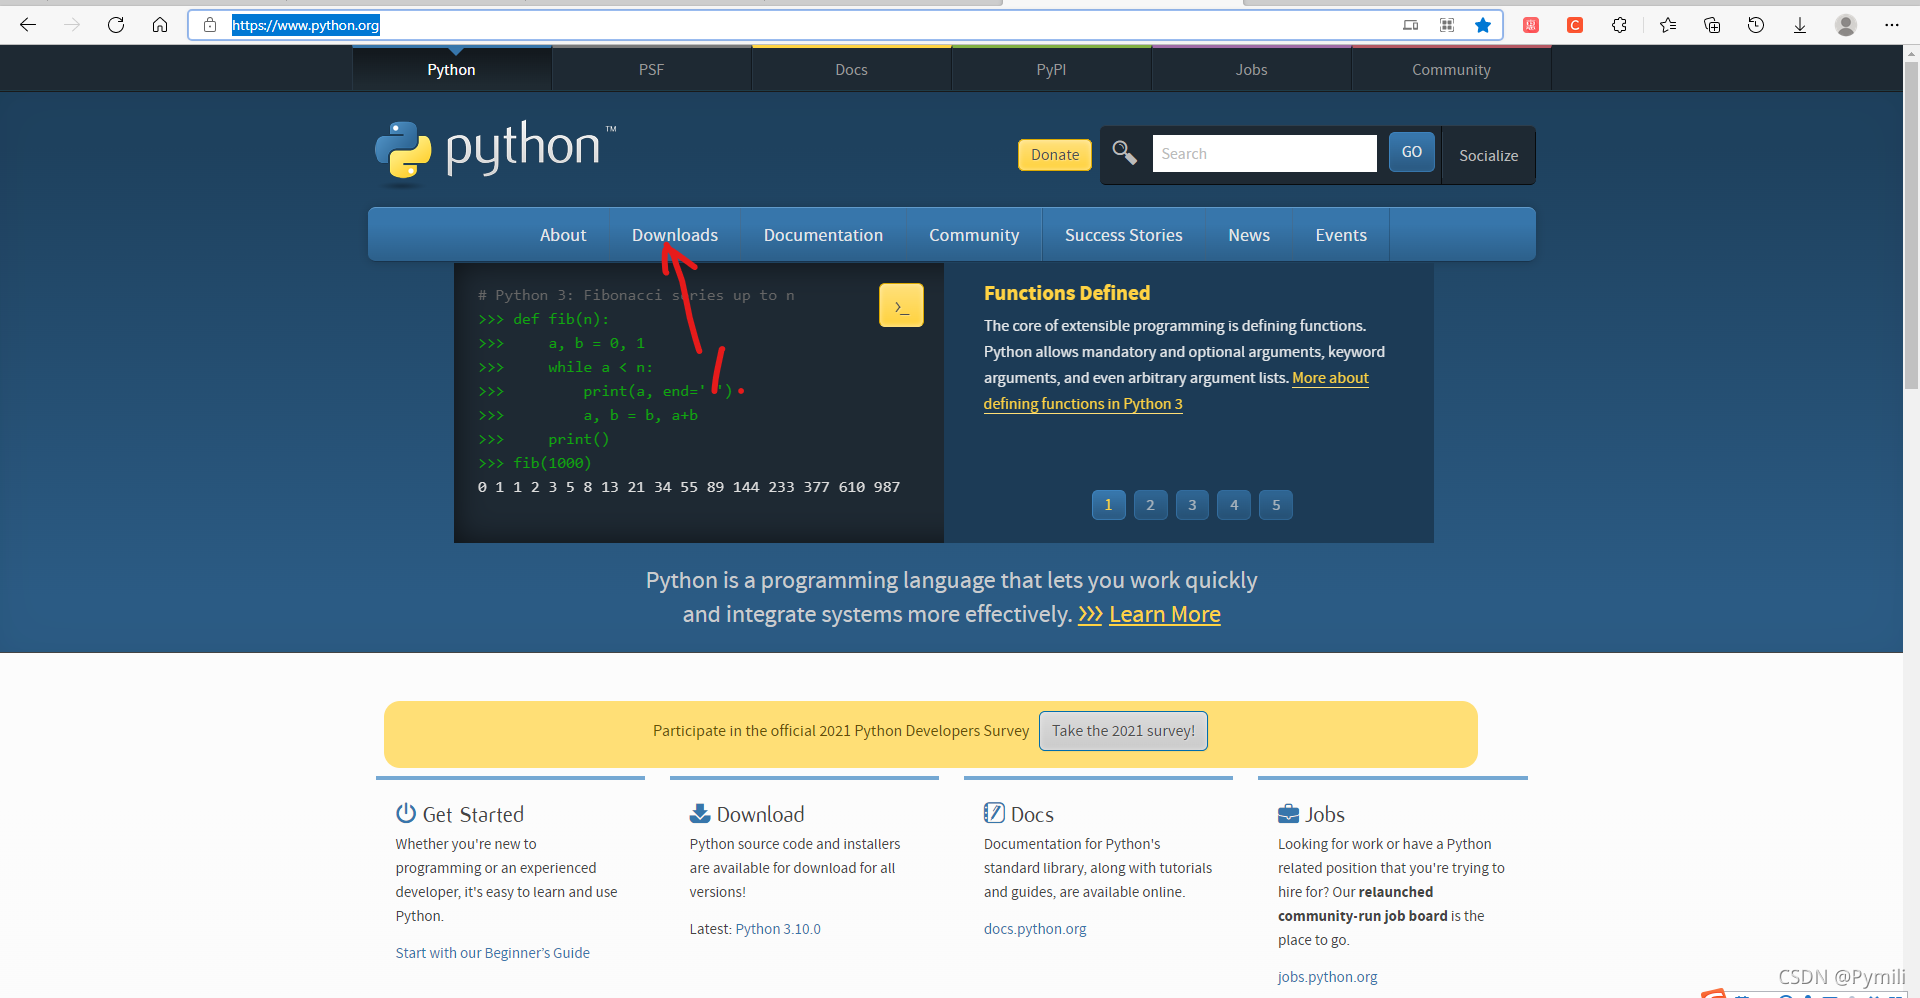 https://www.python.org
Python PSF Docs PyPI Jobs Community
python™
Donate Search GO Socialize
About Downloads Documentation Community Success Stories News Events
# Python 3: Fibonacci series up to n
>>> def fib(n):
>>>     a, b = 0, 1
>>>     while a < n:
>>>         print(a, end=' ')
>>>         a, b = b, a+b
>>>     print()
>>> fib(1000)
0 1 1 2 3 5 8 13 21 34 55 89 144 233 377 610 987
>_
1.
Functions Defined
The core of extensible programming is defining functions.
Python allows mandatory and optional arguments, keyword
arguments, and even arbitrary argument lists. More about
defining functions in Python 3
1 2 3 4 5
Python is a programming language that lets you work quickly
and integrate systems more effectively. >>> Learn More
Participate in the official 2021 Python Developers Survey Take the 2021 survey!
Get Started
Whether you're new to
programming or an experienced
developer, it's easy to learn and use
Python.
Start with our Beginner's Guide
Download
Python source code and installers
are available for download for all
versions!
Latest: Python 3.10.0
Docs
Documentation for Python's
standard library, along with tutorials
and guides, are available online.
docs.python.org
Jobs
Looking for work or have a Python
related position that you're trying to
hire for? Our relaunched
community-run job board is the
place to go.
jobs.python.org
CSDN @Pymili